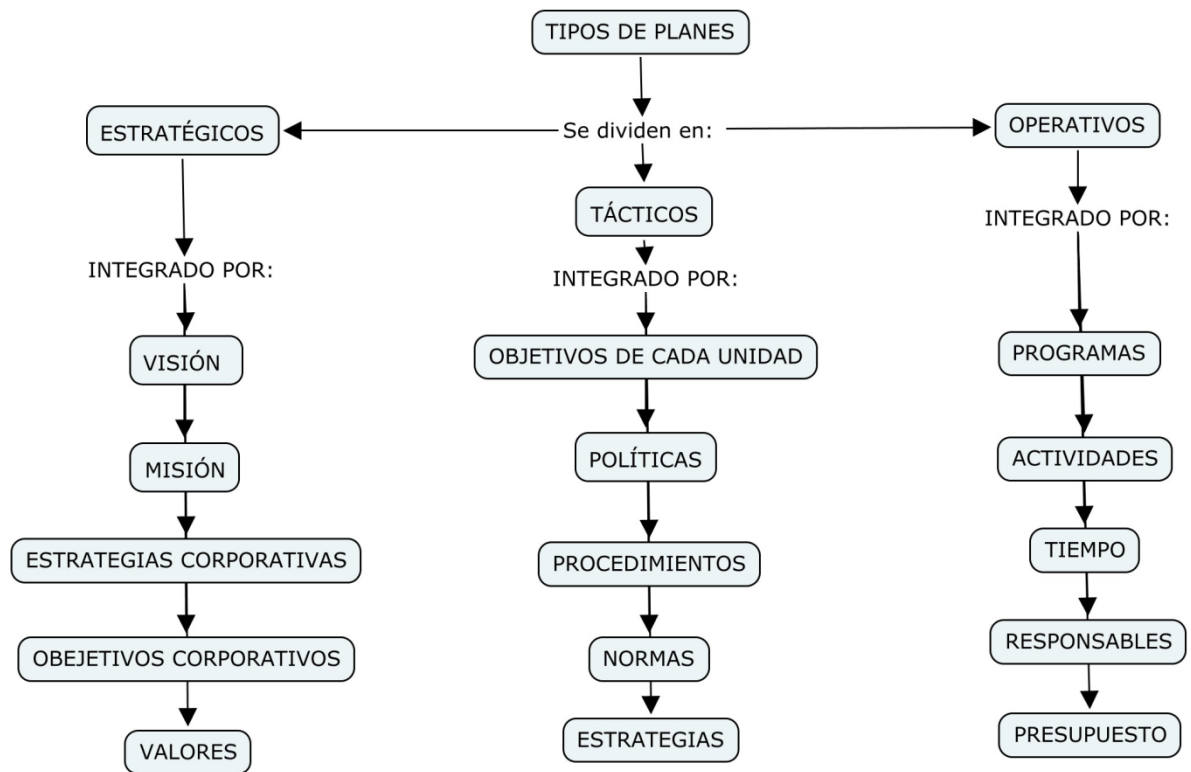 TIPOS DE PLANES
Se dividen en:
ESTRATÉGICOS
INTEGRADO POR:
VISIÓN
MISIÓN
ESTRATEGIAS CORPORATIVAS
OBEJETIVOS CORPORATIVOS
VALORES
TÁCTICOS
INTEGRADO POR:
OBJETIVOS DE CADA UNIDAD
POLÍTICAS
PROCEDIMIENTOS
NORMAS
ESTRATEGIAS
OPERATIVOS
INTEGRADO POR:
PROGRAMAS
ACTIVIDADES
TIEMPO
RESPONSABLES
PRESUPUESTO